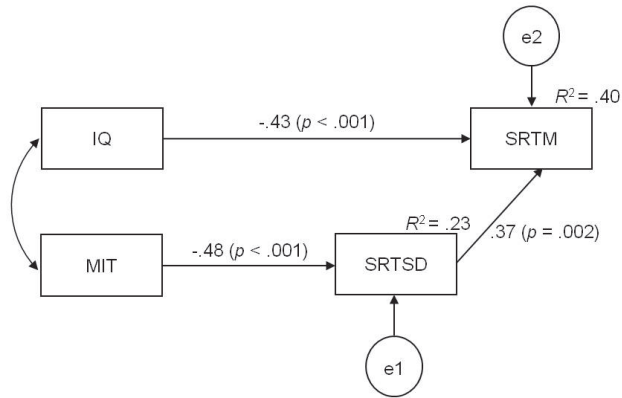 e2
R² = .40
IQ
-.43 (p < .001)
SRTM
R² = .23
.37 (p = .002)
MIT
-.48 (p < .001)
SRTSD
e1